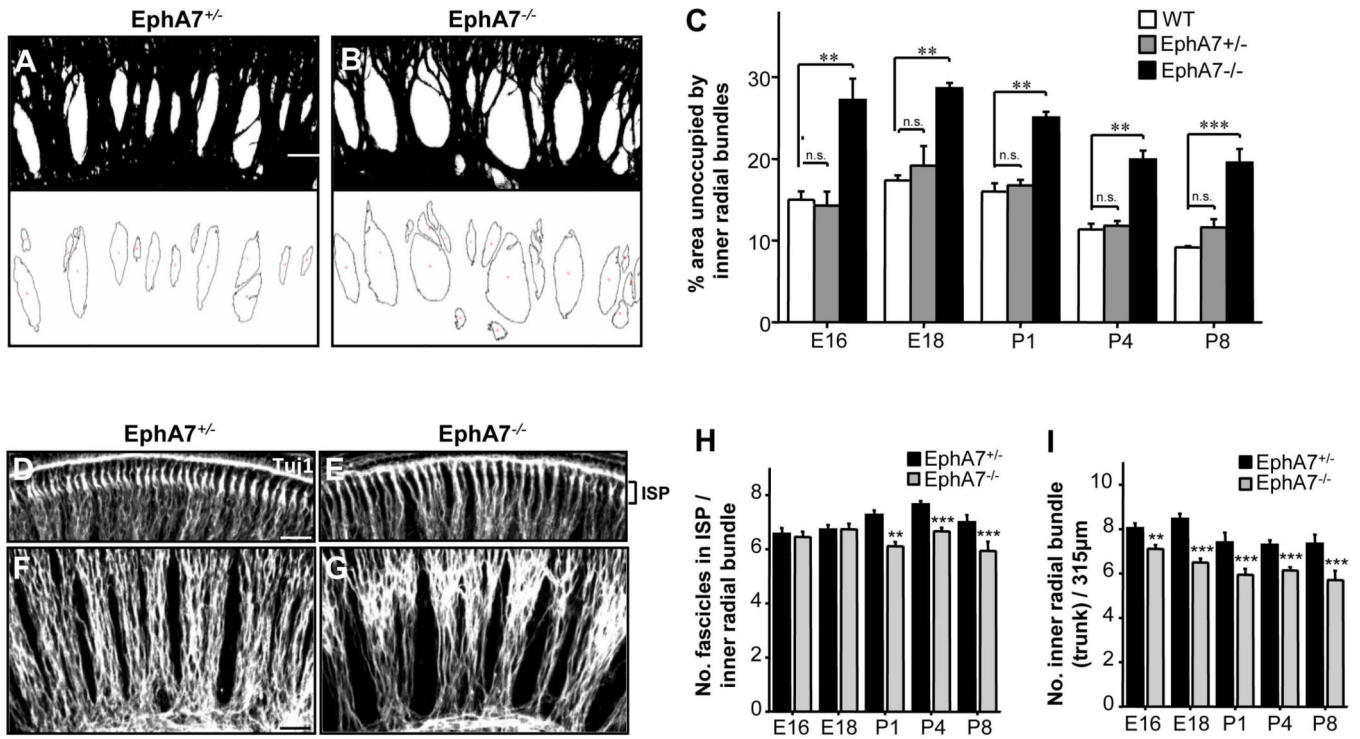 EphA7+/-
EphA7-/-
A
B
C
WT
EphA7+/-
EphA7-/-
% area unoccupied by
inner radial bundles
30
20
10
0
**
n.s.
**
n.s.
**
n.s.
**
n.s.
***
n.s.
E16 E18 P1 P4 P8
EphA7+/-
EphA7-/-
D
Tuj1
E
ISP
F
G
H
EphA7+/-
EphA7-/-
No. fascicles in ISP /
inner radial bundle
8
6
4
2
0
**
***
***
E16 E18 P1 P4 P8
I
EphA7+/-
EphA7-/-
No. inner radial bundle
(trunk) / 315µm
10
8
6
4
2
0
**
***
***
***
***
E16 E18 P1 P4 P8